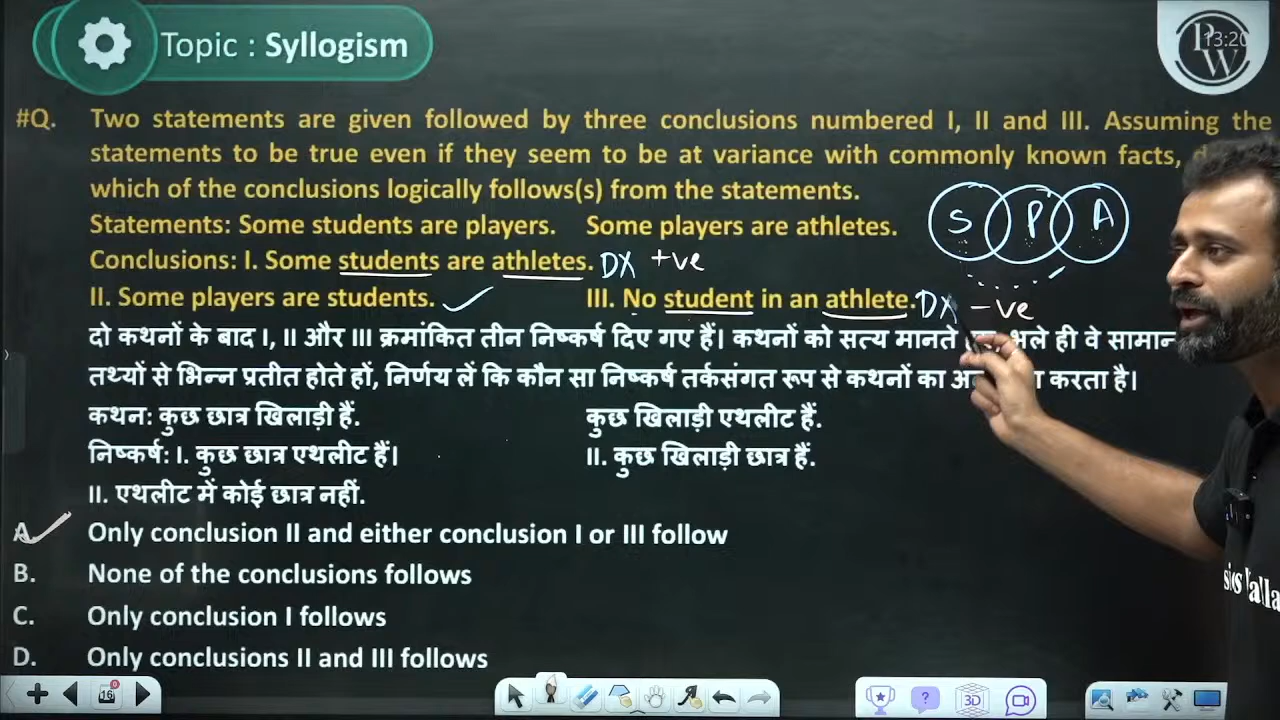 Topic : Syllogism
PW
13:20
#Q. Two statements are given followed by three conclusions numbered I, II and III. Assuming the
statements to be true even if they seem to be at variance with commonly known facts,
which of the conclusions logically follows(s) from the statements.
S P A
Statements: Some students are players. Some players are athletes.
Conclusions: I. Some students are athletes. DX +ve
II. Some players are students. ✓ III. No student in an athlete. DX -ve
दो कथनों के बाद I, II और III क्रमांकित तीन निष्कर्ष दिए गए हैं। कथनों को सत्य मानते भले ही वे
तथ्यों से भिन्न प्रतीत होते हों, निर्णय लें कि कौन सा निष्कर्ष तर्कसंगत रूप से कथनों का करता है।
कथन: कुछ छात्र खिलाड़ी हैं. कुछ खिलाड़ी एथलीट हैं.
निष्कर्ष: I. कुछ छात्र एथलीट हैं। II. कुछ खिलाड़ी छात्र हैं.
II. एथलीट में कोई छात्र नहीं.
A. Only conclusion II and either conclusion I or III follow
B. None of the conclusions follows
C. Only conclusion I follows
D. Only conclusions II and III follows
16
0
?
3D